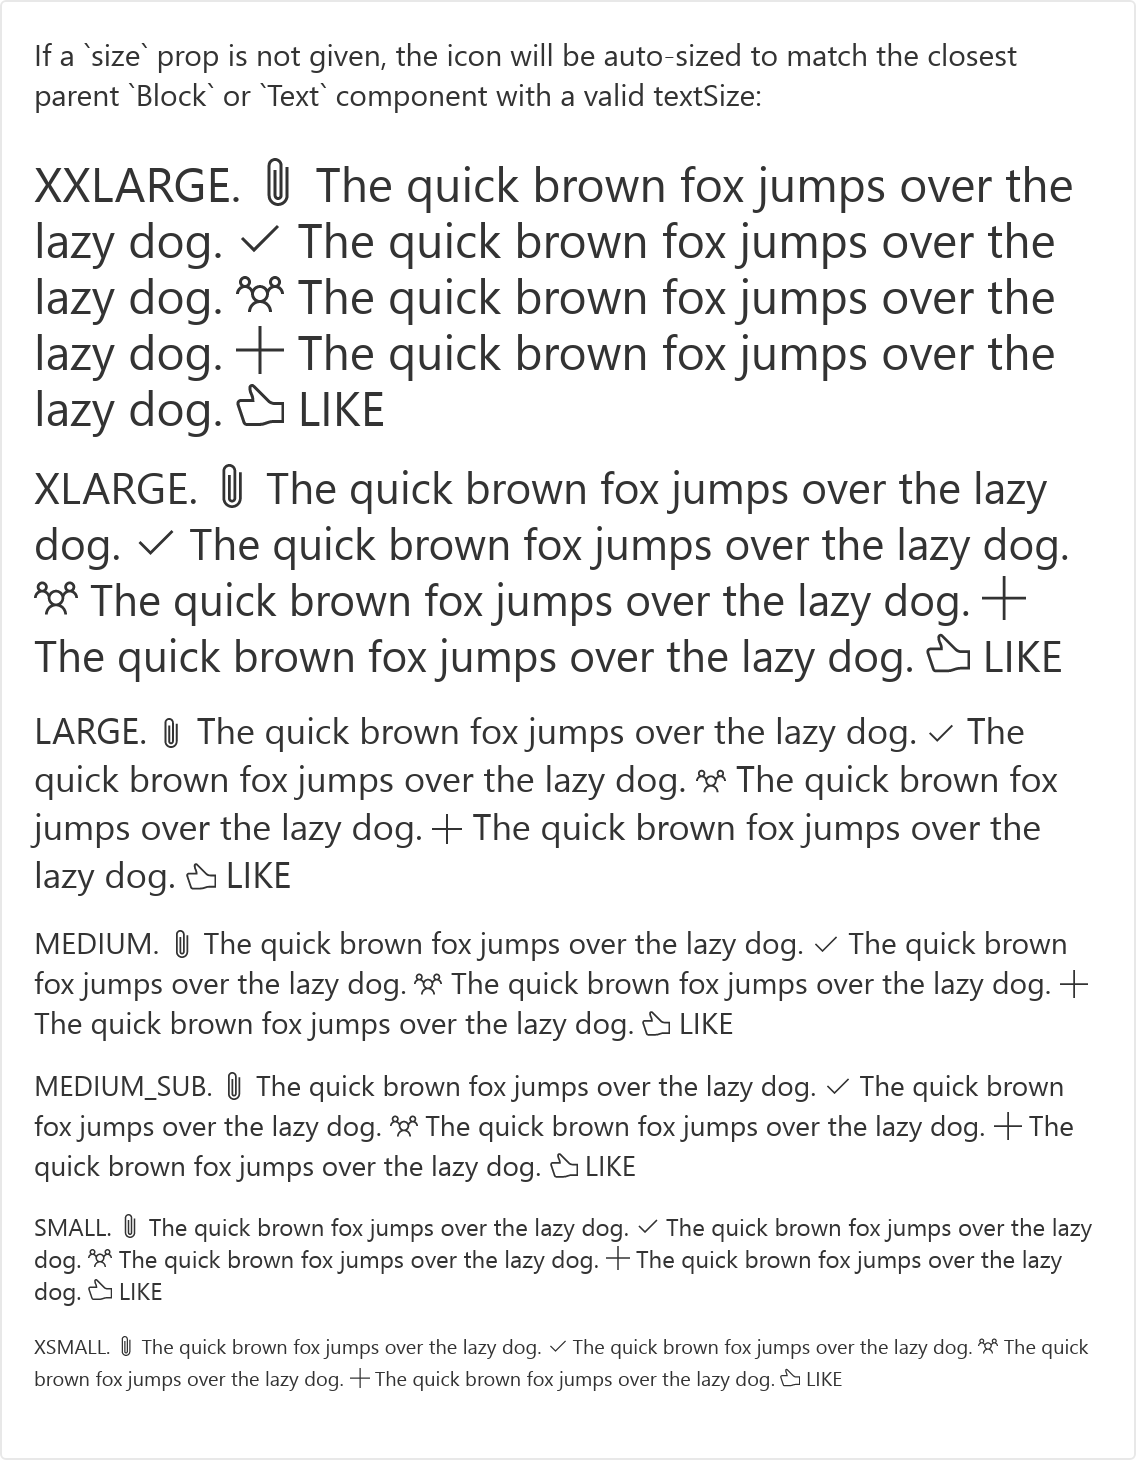 If a `size` prop is not given, the icon will be auto-sized to match the closest
parent `Block` or `Text` component with a valid textSize:
XXLARGE. The quick brown fox jumps over the
lazy dog. The quick brown fox jumps over the
lazy dog. The quick brown fox jumps over the
lazy dog. The quick brown fox jumps over the
lazy dog. LIKE
XLARGE. The quick brown fox jumps over the lazy
dog. The quick brown fox jumps over the lazy dog.
The quick brown fox jumps over the lazy dog.
The quick brown fox jumps over the lazy dog. LIKE
LARGE. The quick brown fox jumps over the lazy dog. The
quick brown fox jumps over the lazy dog. The quick brown fox
jumps over the lazy dog. The quick brown fox jumps over the
lazy dog. LIKE
MEDIUM. The quick brown fox jumps over the lazy dog. The quick brown
fox jumps over the lazy dog. The quick brown fox jumps over the lazy dog.
The quick brown fox jumps over the lazy dog. LIKE
MEDIUM_SUB. The quick brown fox jumps over the lazy dog. The quick brown
fox jumps over the lazy dog. The quick brown fox jumps over the lazy dog. The
quick brown fox jumps over the lazy dog. LIKE
SMALL. The quick brown fox jumps over the lazy dog. The quick brown fox jumps over the lazy
dog. The quick brown fox jumps over the lazy dog. The quick brown fox jumps over the lazy
dog. LIKE
XSMALL. The quick brown fox jumps over the lazy dog. The quick brown fox jumps over the lazy dog. The quick
brown fox jumps over the lazy dog. The quick brown fox jumps over the lazy dog. LIKE